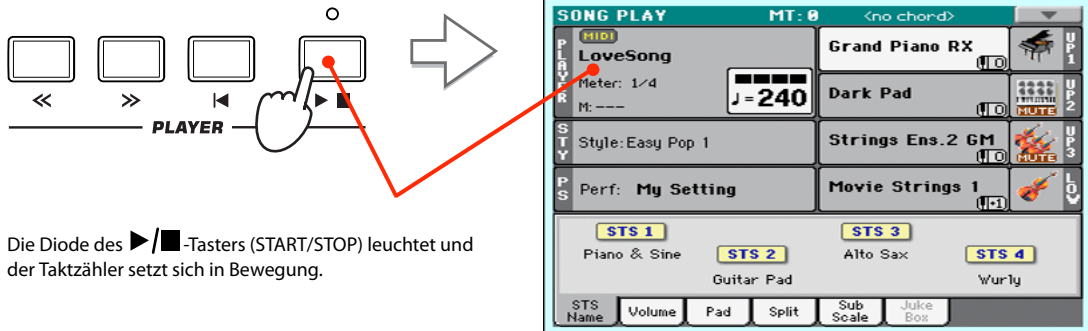 PLAYER
Die Diode des ▶/■ -Tasters (START/STOP) leuchtet und
der Taktzähler setzt sich in Bewegung.
SONG PLAY MT: 0 <no chord>
PLAYER
MIDI
LoveSong
Meter: 1/4
M: ---
♩=240
Grand Piano RX
0
UP1
Dark Pad
0
MUTE
UP2
STY
Style:Easy Pop 1
Strings Ens.2 GM
0
MUTE
UP3
PS
Perf: My Setting
Movie Strings 1
+1
LOW
STS 1
Piano & Sine
STS 2
Guitar Pad
STS 3
Alto Sax
STS 4
Wurly
STS Name
Volume
Pad
Split
Sub Scale
Juke Box